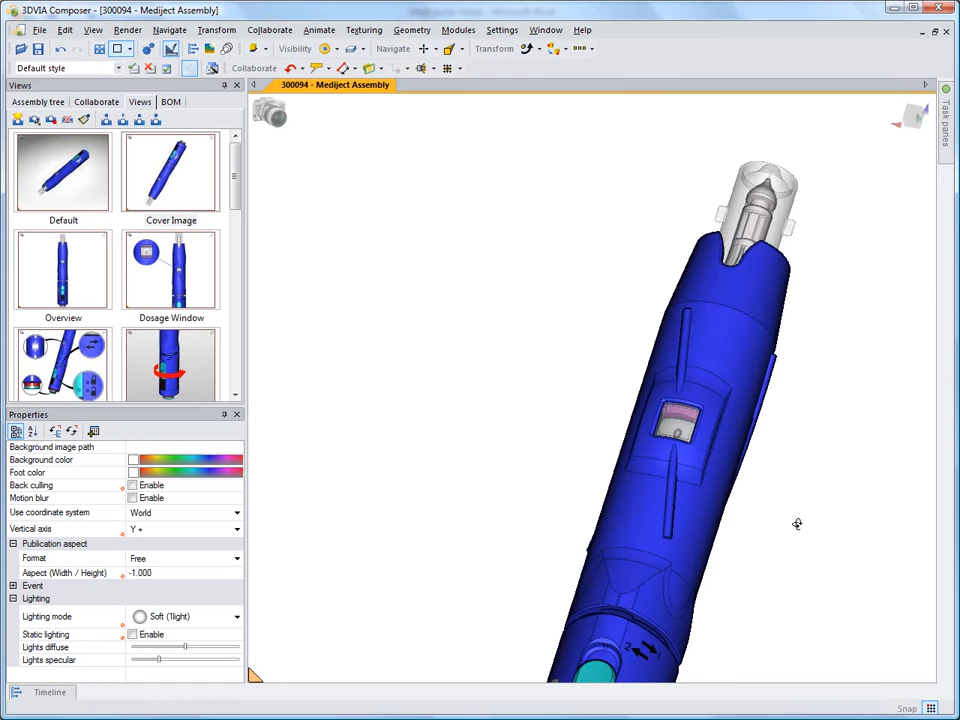 3DVIA Composer - [300094 - Mediject Assembly]
File Edit View Render Navigate Transform Collaborate Animate Texturing Geometry Modules Settings Window Help
Visibility Navigate Transform
Default style Collaborate
Views
300094 - Mediject Assembly
Assembly tree Collaborate Views BOM
Task panes
Default Cover Image
Overview Dosage Window
Properties
Background image path
Background color
Foot color
Back culling Enable
Motion blur Enable
Use coordinate system World
Vertical axis Y +
Publication aspect
Format Free
Aspect (Width / Height) -1.000
Event
Lighting
Lighting mode Soft (1light)
Static lighting Enable
Lights diffuse
Lights specular
0
2 1
Timeline
Snap